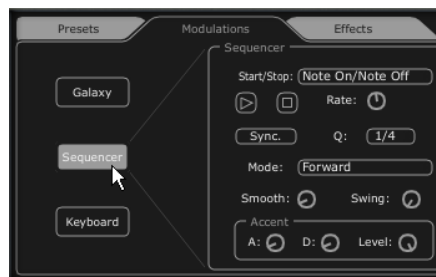 Presets Modulations Effects
Galaxy
Sequencer
Keyboard
Sequencer
Start/Stop: Note On/Note Off
Rate:
Sync. Q: 1/4
Mode: Forward
Smooth: Swing:
Accent
A: D: Level: